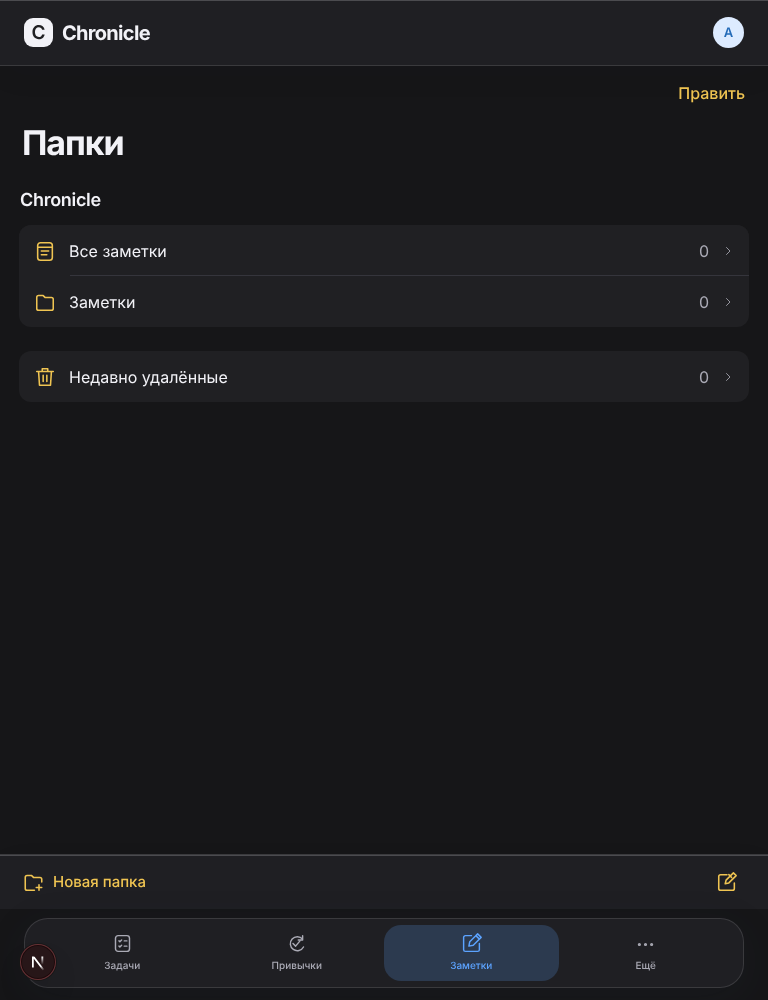 C Chronicle
A
Править
Папки
Chronicle
Все заметки 0
Заметки 0
Недавно удалённые 0
Новая папка
N
Задачи Привычки Заметки Ещё